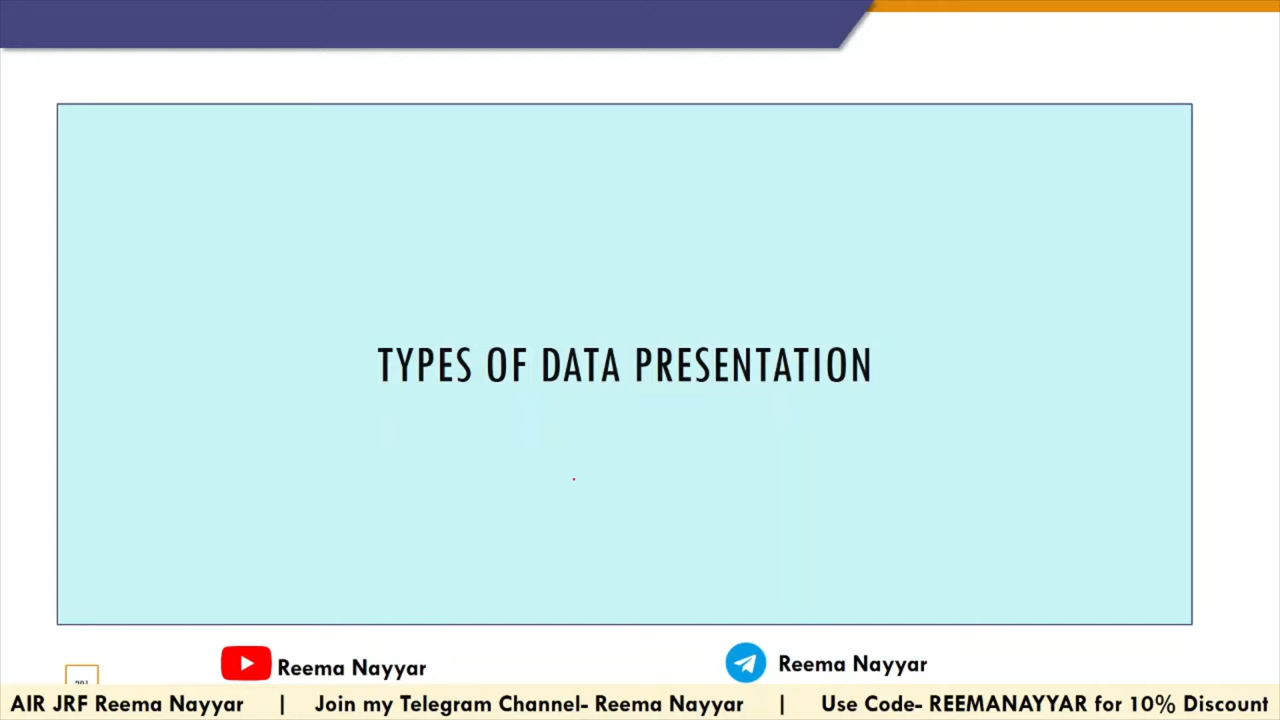 TYPES OF DATA PRESENTATION
Reema Nayyar
Reema Nayyar
AIR JRF Reema Nayyar | Join my Telegram Channel- Reema Nayyar | Use Code- REEMANAYYAR for 10% Discount